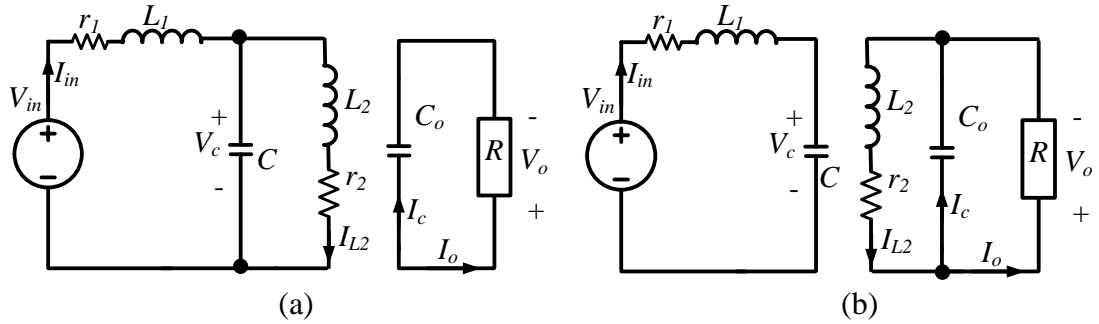 r1 L1
Iin
Vin
+
Vc
-
C
L2
r2
IL2
Co
Ic
Io
R
-
Vo
+
(a)
r1 L1
Iin
Vin
+
Vc
-
C
L2
r2
IL2
Co
Ic
Io
R
-
Vo
+
(b)